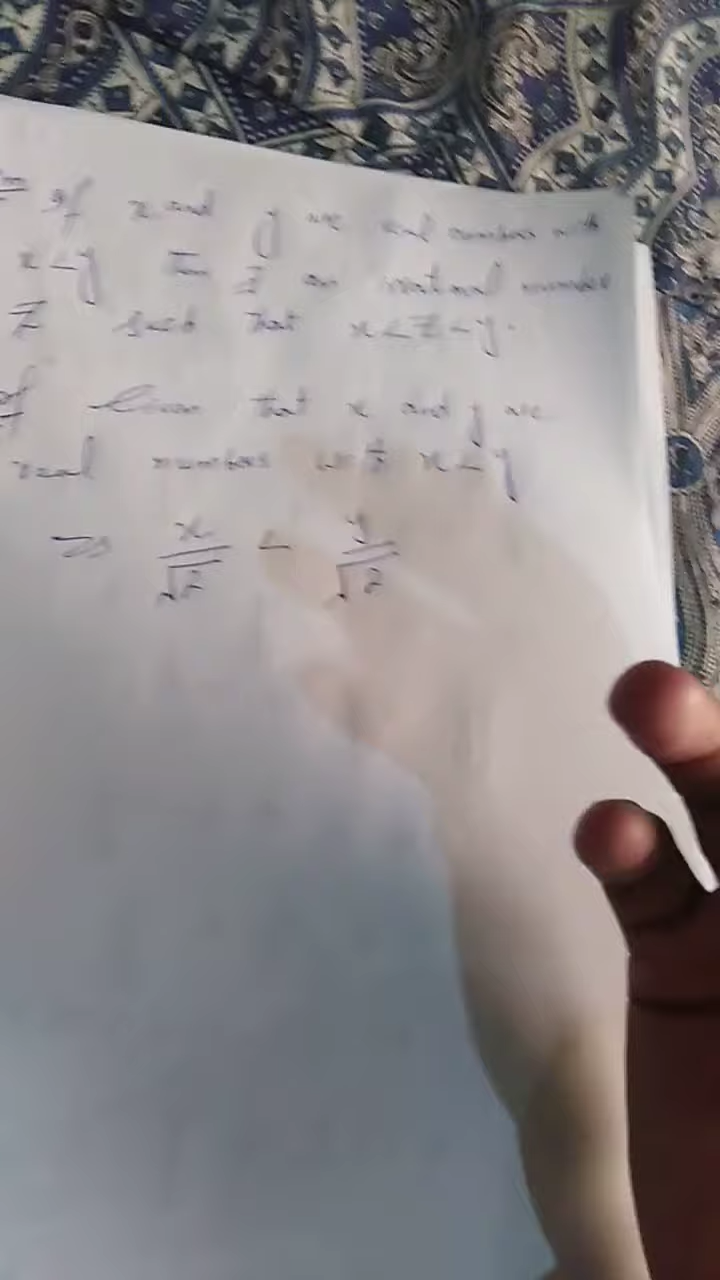 If x and y are real numbers with
x < y Then ∃ an irrational number
Z such that x < Z < y.
Given that x and y are
real numbers with x < y
⇒ x/√2 < y/√2